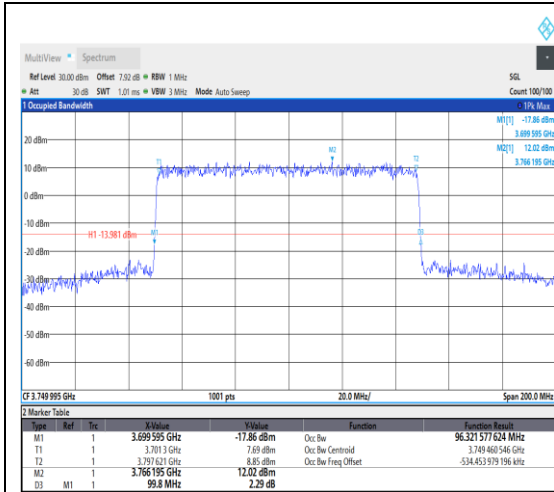 MultiView Spectrum
Ref Level 30.00 dBm Offset 7.92 dB RBW 1 MHz SGL
Att 30 dB SWT 1.01 ms VBW 3 MHz Mode Auto Sweep Count 100/100
1 Occupied Bandwidth 1Pk Max
M1[1] -17.86 dBm
3.699 595 GHz
M2[1] 12.02 dBm
3.766 195 GHz
20 dBm
M2
T1
10 dBm
0 dBm
-10 dBm
H1 -13.981 dBm
M1
-20 dBm
-30 dBm
-40 dBm
-50 dBm
-60 dBm
CF 3.749 995 GHz 1001 pts 20.0 MHz/ Span 200.0 MHz
2 Marker Table
Type Ref Trc X-Value Y-Value Function Function Result
M1 1 3.699 595 GHz -17.86 dBm Occ Bw 96.321 577 624 MHz
T1 1 3.701 3 GHz 7.69 dBm Occ Bw Centroid 3.749 460 546 GHz
T2 1 3.797 621 GHz 8.85 dBm Occ Bw Freq Offset -534.453 979 196 kHz
M2 1 3.766 195 GHz 12.02 dBm
D3 M1 1 99.8 MHz 2.29 dB